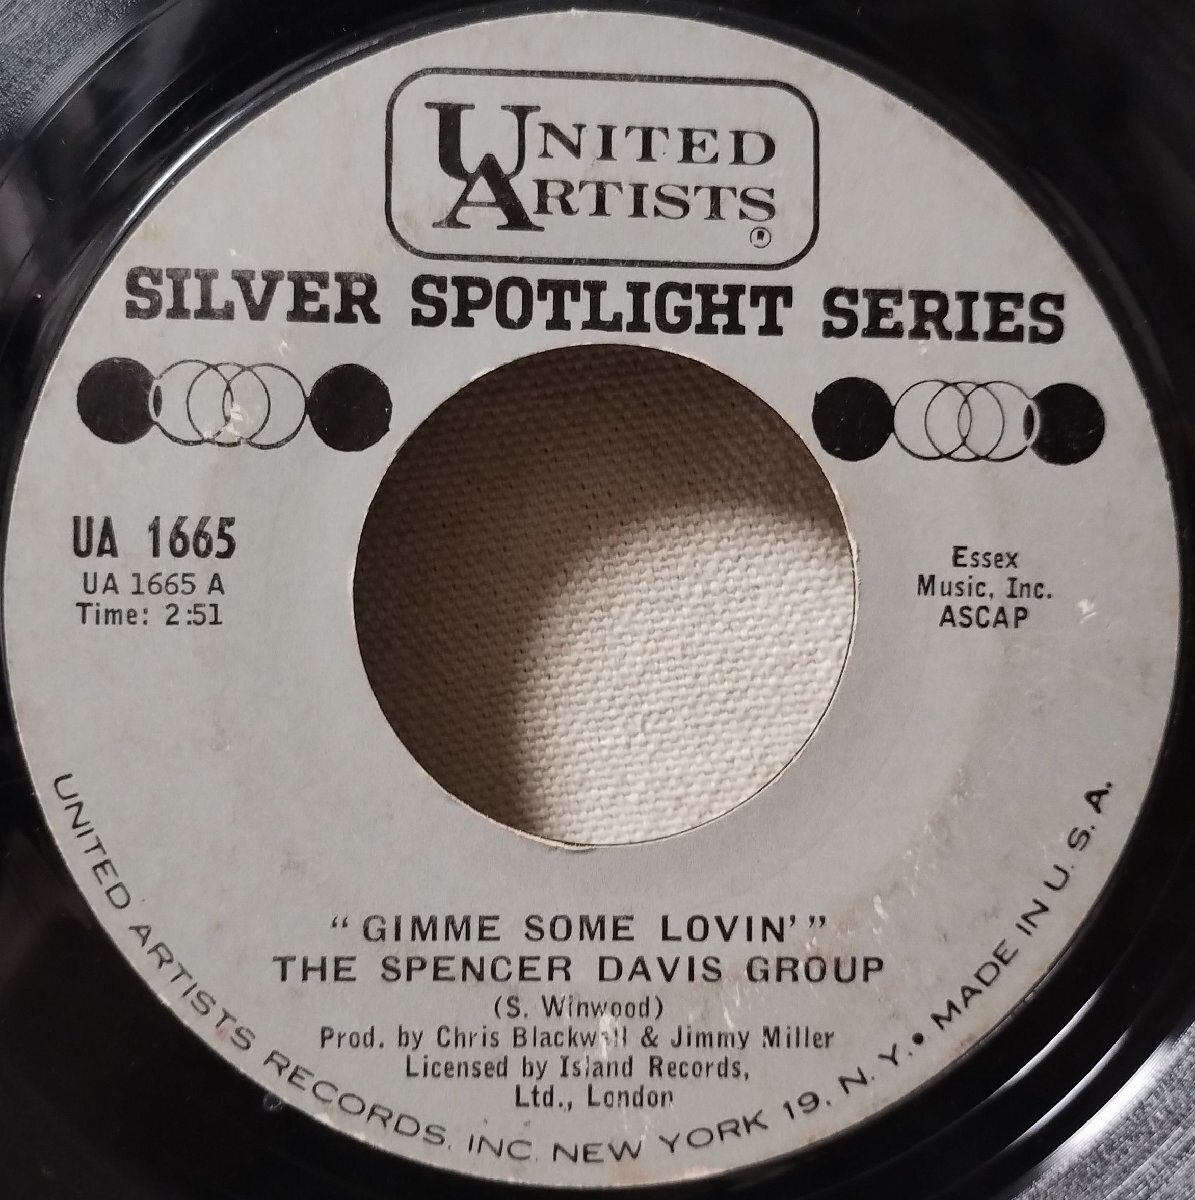 UNITED
ARTISTS
®
SILVER SPOTLIGHT SERIES
UA 1665
UA 1665 A
Time: 2:51
Essex
Music, Inc.
ASCAP
"GIMME SOME LOVIN'"
THE SPENCER DAVIS GROUP
(S. Winwood)
Prod. by Chris Blackwell & Jimmy Miller
Licensed by Island Records,
Ltd., London
UNITED ARTISTS RECORDS, INC. NEW YORK 19, N. Y. • MADE IN U. S. A.